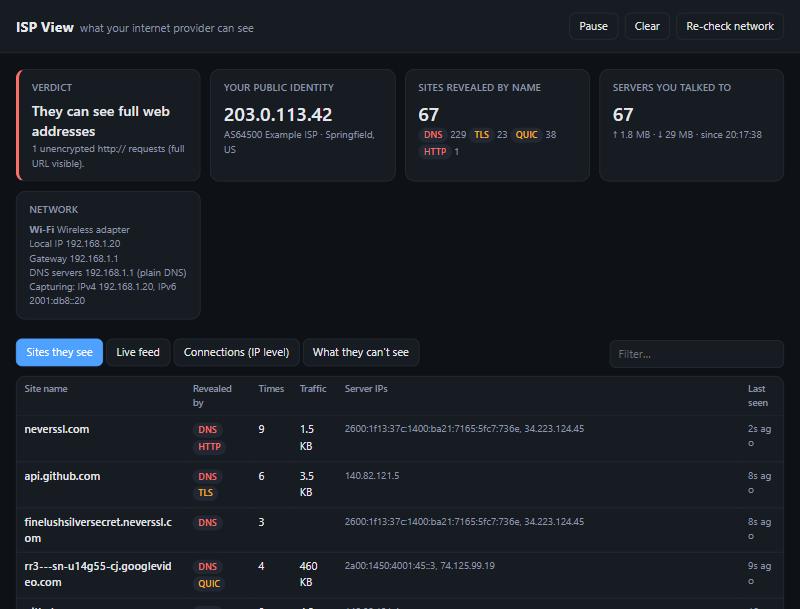 ISP View what your internet provider can see
Pause Clear Re-check network
VERDICT
They can see full web
addresses
1 unencrypted http:// requests (full
URL visible).
YOUR PUBLIC IDENTITY
203.0.113.42
AS64500 Example ISP · Springfield,
US
SITES REVEALED BY NAME
67
DNS 229 TLS 23 QUIC 38
HTTP 1
SERVERS YOU TALKED TO
67
↑ 1.8 MB · ↓ 29 MB · since 20:17:38
NETWORK
Wi-Fi Wireless adapter
Local IP 192.168.1.20
Gateway 192.168.1.1
DNS servers 192.168.1.1 (plain DNS)
Capturing: IPv4 192.168.1.20, IPv6
2001:db8::20
Sites they see Live feed Connections (IP level) What they can't see Filter...
Site name Revealed by Times Traffic Server IPs Last seen
neverssl.com DNS HTTP 9 1.5 KB 2600:1f13:37c:1400:ba21:7165:5fc7:736e, 34.223.124.45 2s ago
api.github.com DNS TLS 6 3.5 KB 140.82.121.5 8s ago
finelushsilversecret.neverssl.com DNS 3 2600:1f13:37c:1400:ba21:7165:5fc7:736e, 34.223.124.45 8s ago
rr3---sn-u14g55-cj.googlevideo.com DNS QUIC 4 460 KB 2a00:1450:4001:45::3, 74.125.99.19 9s ago